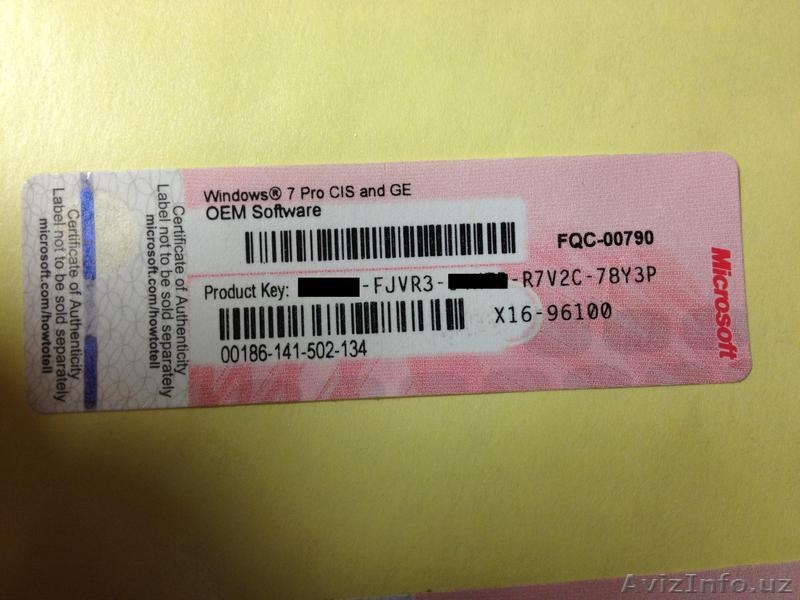 Certificate of Authenticity
Label not to be sold separately
microsoft.com/howtotell
Certificate of Authenticity
Label not to be sold separately
microsoft.com/howtotell
Windows® 7 Pro CIS and GE
OEM Software
FQC-00790
Product Key: -FJVR3- -R7V2C-78Y3P
X16-96100
00186-141-502-134
Microsoft
AvizInfo.uz